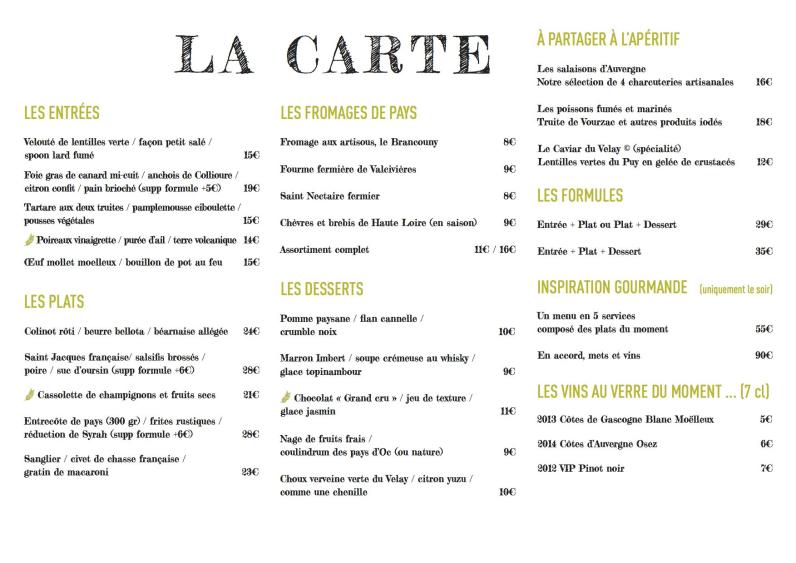 LA CARTE
LES ENTRÉES
Velouté de lentilles verte / façon petit salé /
spoon lard fumé 15€
Foie gras de canard mi-cuit / anchois de Collioure /
citron confit / pain brioché (supp formule +5€) 19€
Tartare aux deux truites / pamplemousse ciboulette /
pousses végétales 15€
Poireaux vinaigrette / purée d'ail / terre volcanique 14€
Œuf mollet moelleux / bouillon de pot au feu 15€
LES PLATS
Colinot rôti / beurre bellota / béarnaise allégée 24€
Saint Jacques française/ salsifis brossés /
poire / suc d'oursin (supp formule +6€) 28€
Cassolette de champignons et fruits secs 21€
Entrecôte de pays (300 gr) / frites rustiques /
réduction de Syrah (supp formule +6€) 28€
Sanglier / civet de chasse française /
gratin de macaroni 23€
LES FROMAGES DE PAYS
Fromage aux artisous, le Brancouny 8€
Fourme fermière de Valcivières 9€
Saint Nectaire fermier 8€
Chèvres et brebis de Haute Loire (en saison) 9€
Assortiment complet 11€ / 16€
LES DESSERTS
Pomme paysane / flan cannelle /
crumble noix 10€
Marron Imbert / soupe crémeuse au whisky /
glace topinambour 9€
Chocolat « Grand cru » / jeu de texture /
glace jasmin 11€
Nage de fruits frais /
coulindrum des pays d'Oc (ou nature) 9€
Choux verveine verte du Velay / citron yuzu /
comme une chenille 10€
À PARTAGER À L'APÉRITIF
Les salaisons d'Auvergne
Notre sélection de 4 charcuteries artisanales 16€
Les poissons fumés et marinés
Truite de Vourzac et autres produits iodés 18€
Le Caviar du Velay © (spécialité)
Lentilles vertes du Puy en gelée de crustacés 12€
LES FORMULES
Entrée + Plat ou Plat + Dessert 29€
Entrée + Plat + Dessert 35€
INSPIRATION GOURMANDE (uniquement le soir)
Un menu en 5 services
composé des plats du moment 55€
En accord, mets et vins 90€
LES VINS AU VERRE DU MOMENT ... (7 cl)
2013 Côtes de Gascogne Blanc Moëlleux 5€
2014 Côtes d'Auvergne Osez 6€
2012 VIP Pinot noir 7€